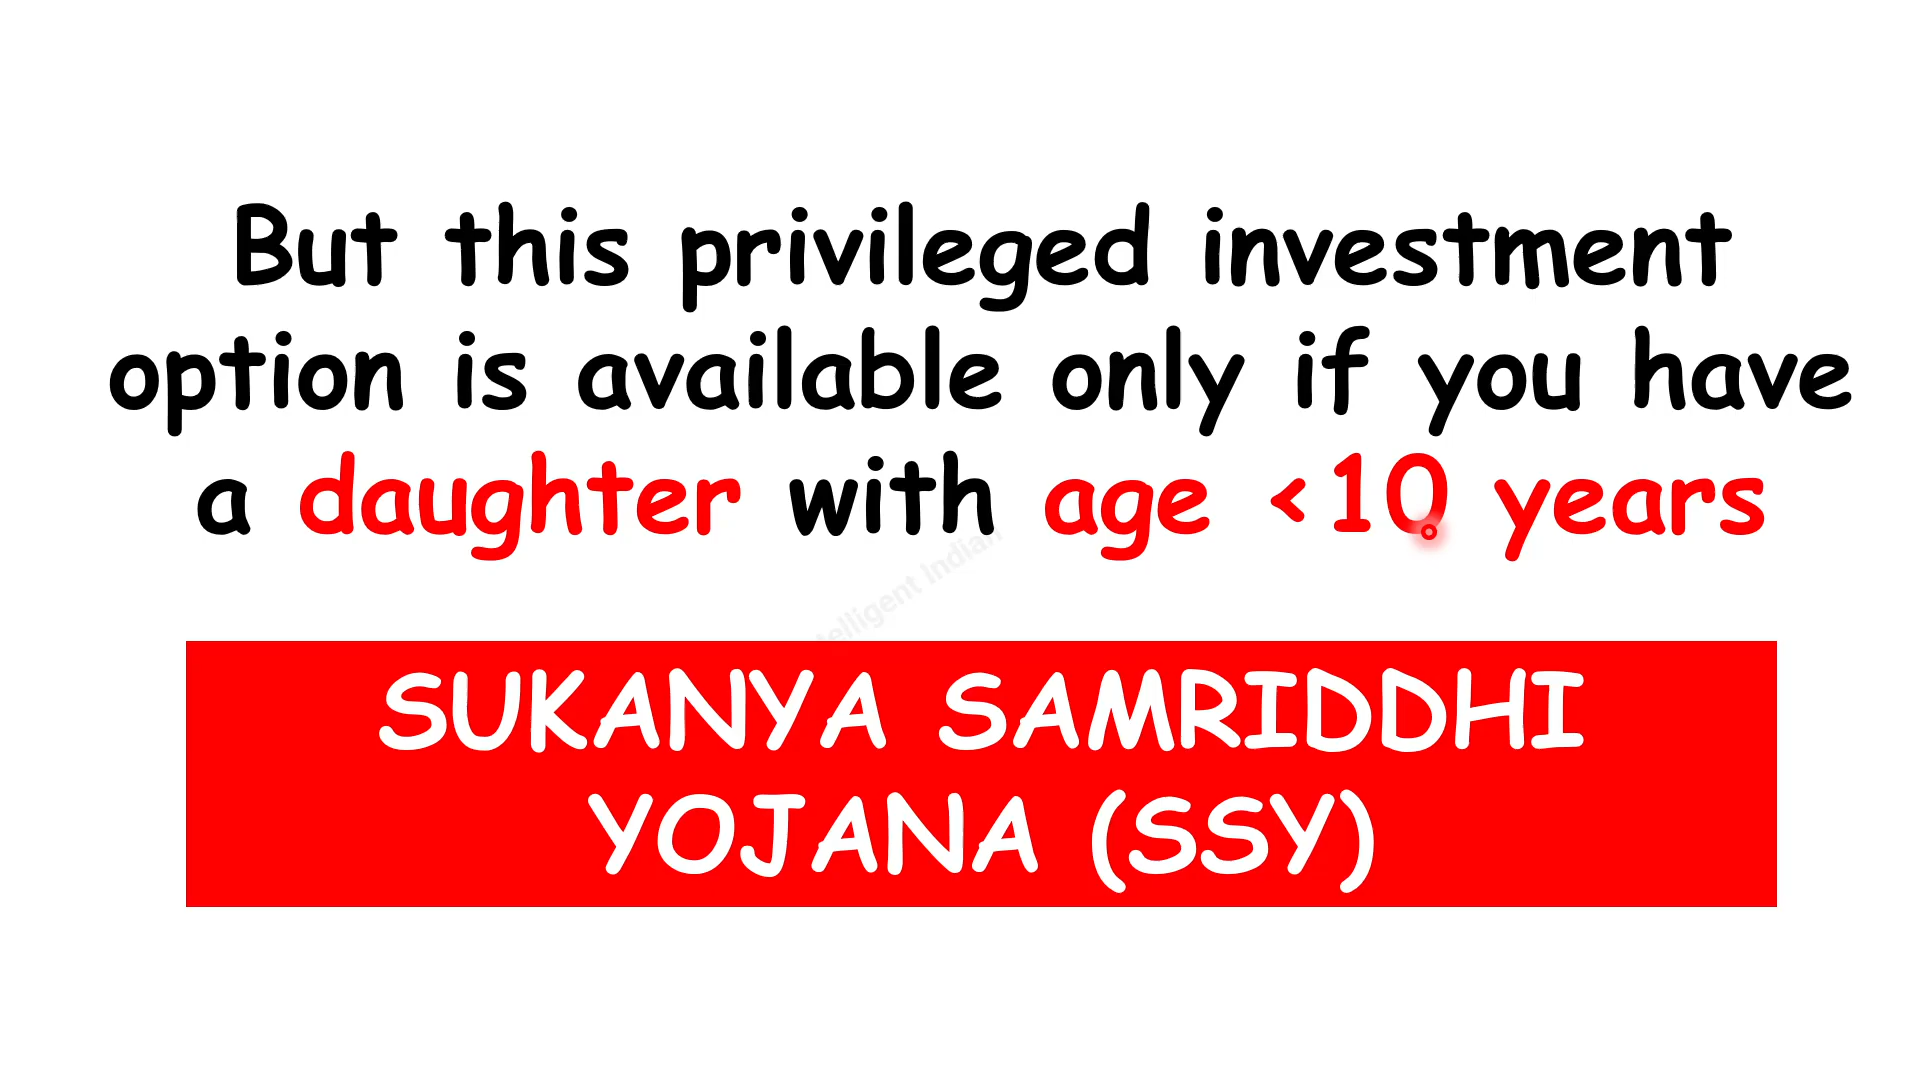 But this privileged investment
option is available only if you have
a daughter with age <10 years
Indian
SUKANYA SAMRIDDHI
YOJANA (SSY)